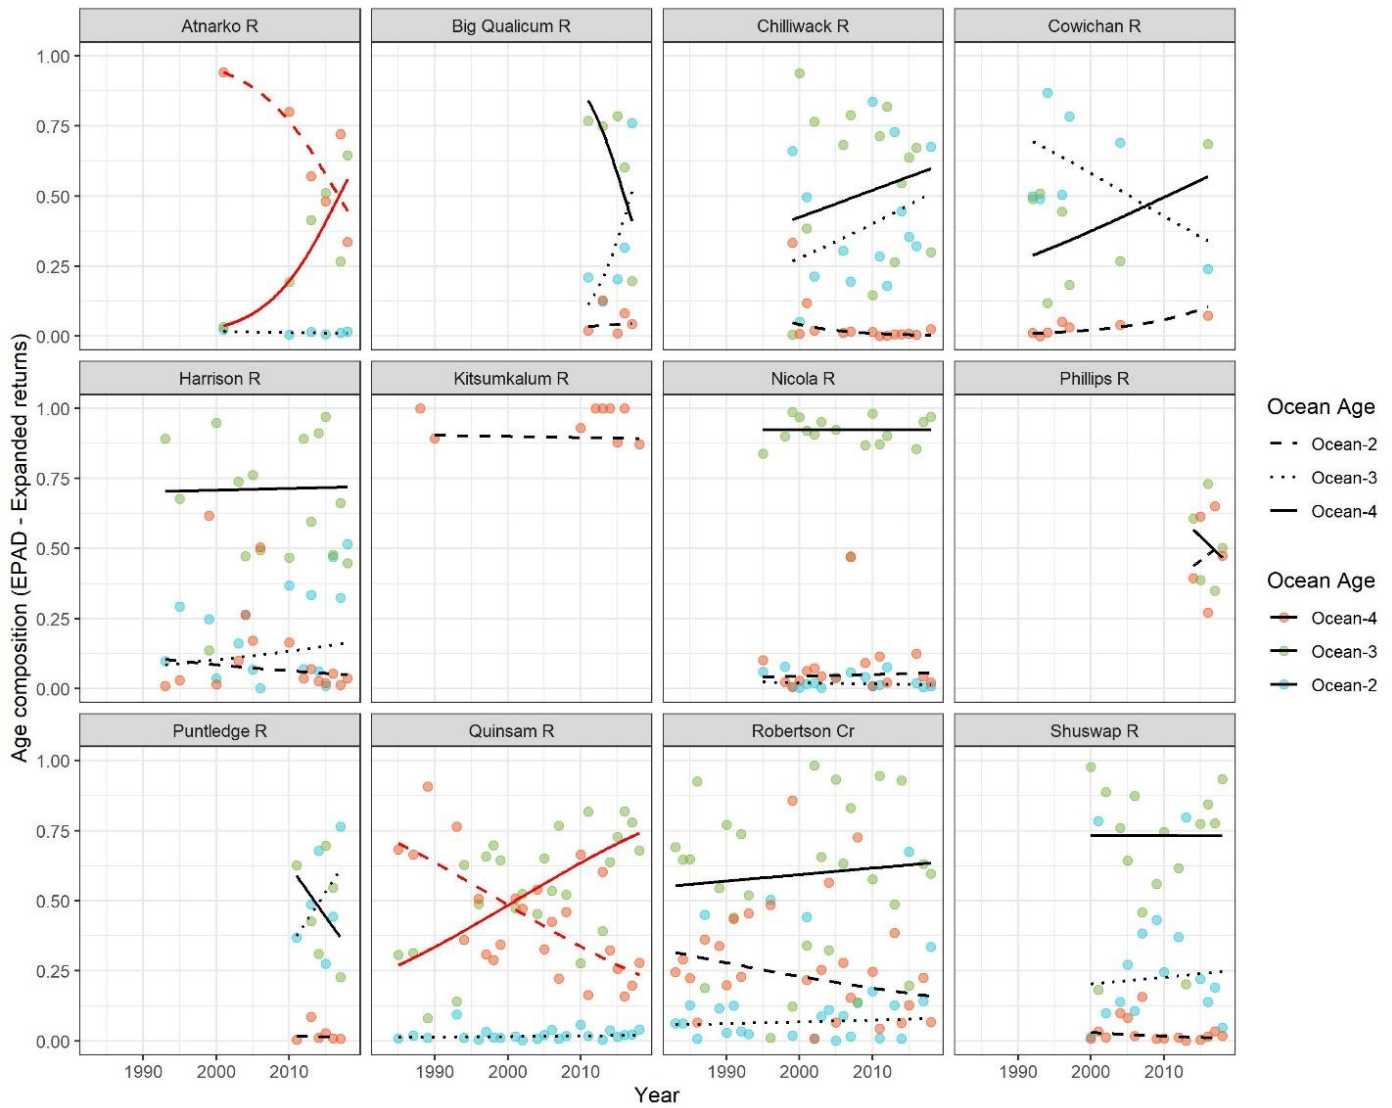 Atnarko R
Big Qualicum R
Chilliwack R
Cowichan R
1.00
0.75
0.50
0.25
0.00
Harrison R
Kitsumkalum R
Nicola R
Phillips R
1.00
0.75
0.50
0.25
0.00
Puntledge R
Quinsam R
Robertson Cr
Shuswap R
1.00
0.75
0.50
0.25
0.00
1990 2000 2010
1990 2000 2010
1990 2000 2010
1990 2000 2010
Year
Age composition (EPAD - Expanded returns)
Ocean Age
Ocean-2
Ocean-3
Ocean-4
Ocean Age
Ocean-4
Ocean-3
Ocean-2